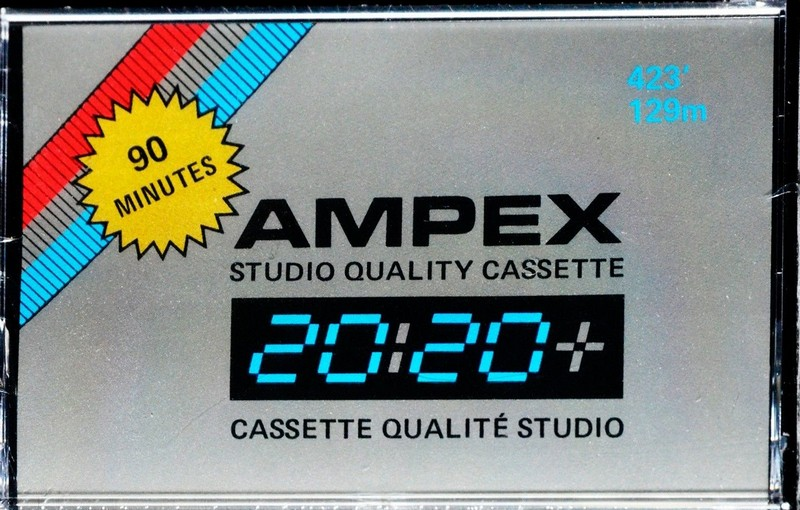 423'
129m
90
MINUTES
AMPEX
STUDIO QUALITY CASSETTE
20:20+
CASSETTE QUALITÉ STUDIO